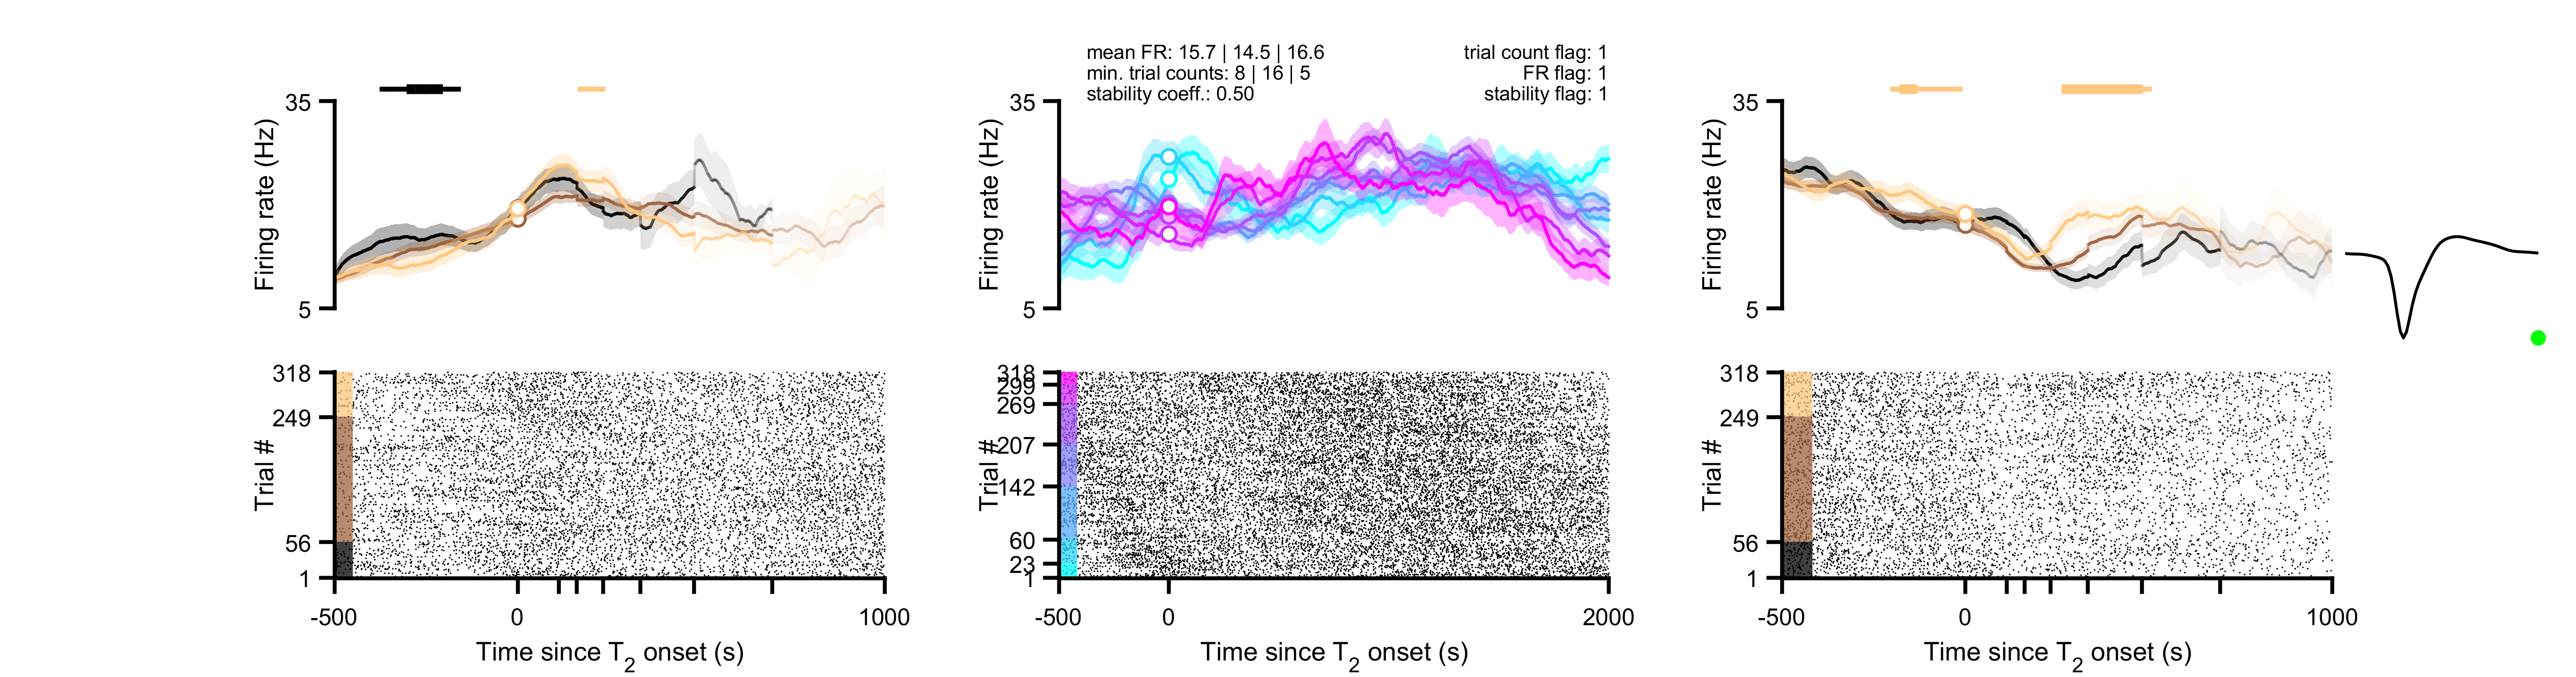 mean FR: 15.7 | 14.5 | 16.6
min. trial counts: 8 | 16 | 5
stability coeff.: 0.50
trial count flag: 1
FR flag: 1
stability flag: 1
35
Firing rate (Hz)
5
35
Firing rate (Hz)
5
35
Firing rate (Hz)
5
318
249
Trial #
56
1
-500
0
1000
Time since T2 onset (s)
318
299
269
207
Trial #
142
60
23
1
-500
0
2000
Time since T2 onset (s)
318
249
Trial #
56
1
-500
0
1000
Time since T2 onset (s)